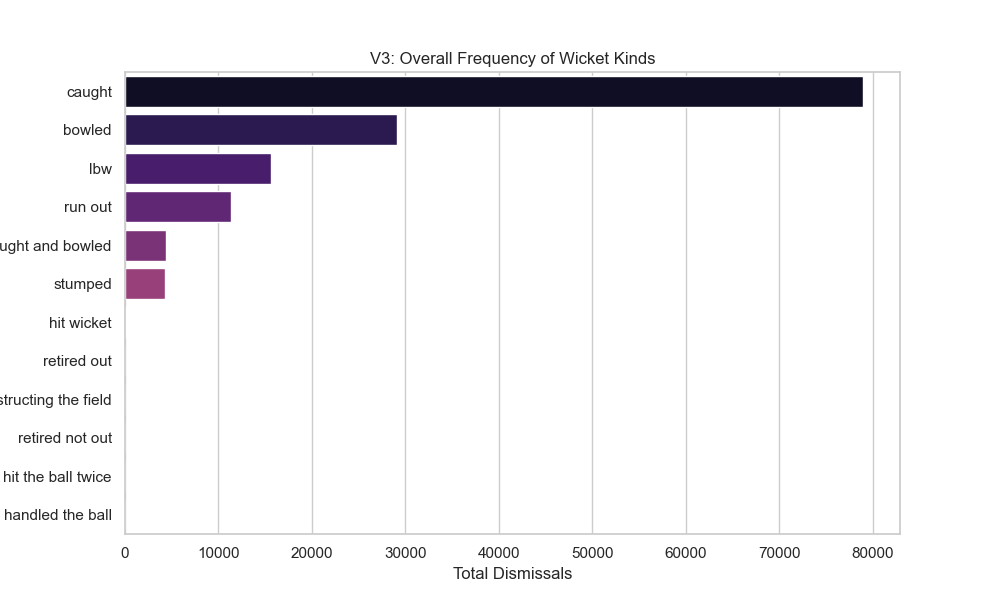 V3: Overall Frequency of Wicket Kinds
caught
bowled
lbw
run out
ught and bowled
stumped
hit wicket
retired out
structing the field
retired not out
hit the ball twice
handled the ball
0 10000 20000 30000 40000 50000 60000 70000 80000
Total Dismissals